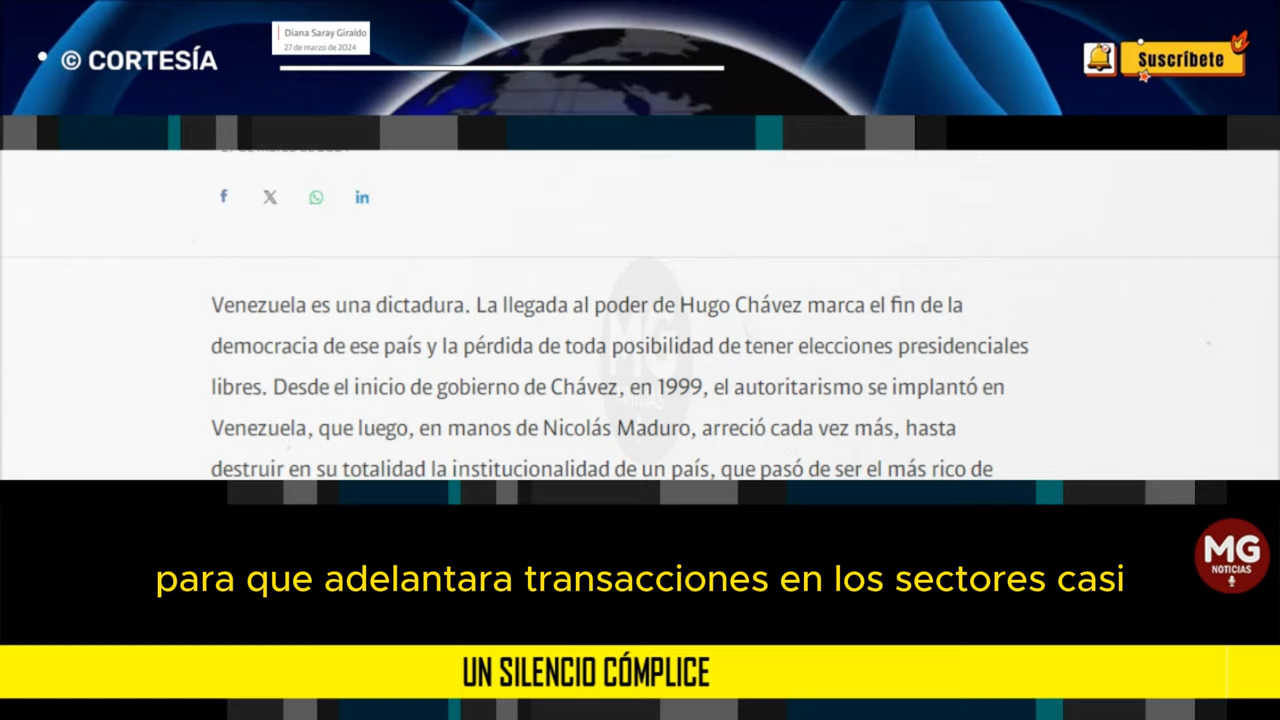 © CORTESÍA
Diana Saray Giraldo
27 de marzo de 2024
Suscríbete
Venezuela es una dictadura. La llegada al poder de Hugo Chávez marca el fin de la
democracia de ese país y la pérdida de toda posibilidad de tener elecciones presidenciales
libres. Desde el inicio de gobierno de Chávez, en 1999, el autoritarismo se implantó en
Venezuela, que luego, en manos de Nicolás Maduro, arreció cada vez más, hasta
destruir en su totalidad la institucionalidad de un país, que pasó de ser el más rico de
para que adelantara transacciones en los sectores casi
MG
NOTICIAS
UN SILENCIO CÓMPLICE